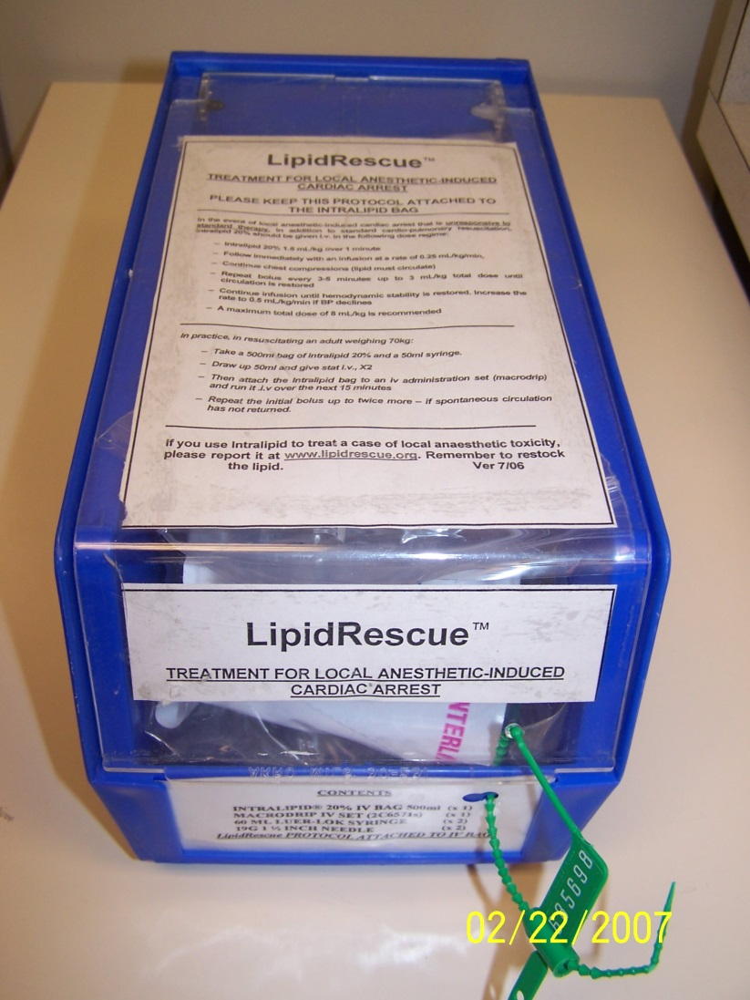 LipidRescue™
TREATMENT FOR LOCAL ANESTHETIC-INDUCED
CARDIAC ARREST
PLEASE KEEP THIS PROTOCOL ATTACHED TO
THE INTRALIPID BAG
In the event of local anesthetic-induced cardiac arrest that is unresponsive to
standard therapy, in addition to standard cardio-pulmonary resuscitation,
Intralipid 20% should be given i.v. in the following dose regime:
– Intralipid 20% 1.5 mL/kg over 1 minute
– Follow immediately with an infusion at a rate of 0.25 mL/kg/min,
– Continue chest compressions (lipid must circulate)
– Repeat bolus every 3-5 minutes up to 3 mL/kg total dose until
circulation is restored
– Continue infusion until hemodynamic stability is restored. Increase the
rate to 0.5 mL/kg/min if BP declines
– A maximum total dose of 8 mL/kg is recommended
In practice, in resuscitating an adult weighing 70kg:
– Take a 500ml bag of Intralipid 20% and a 50ml syringe.
– Draw up 50ml and give stat i.v., X2
– Then attach the Intralipid bag to an iv administration set (macrodrip)
and run it .i.v over the next 15 minutes
– Repeat the initial bolus up to twice more – if spontaneous circulation
has not returned.
If you use Intralipid to treat a case of local anaesthetic toxicity,
please report it at www.lipidrescue.org. Remember to restock
the lipid. Ver 7/06
LipidRescue™
TREATMENT FOR LOCAL ANESTHETIC-INDUCED
CARDIAC ARREST
NTERL
CONTENTS
INTRALIPID® 20% IV BAG 500ml (x 1)
MACRODRIP IV SET (2C6571s) (x 1)
60 ML LUER-LOK SYRINGE (x 2)
19G 1 ½ INCH NEEDLE (x 2)
LipidRescue PROTOCOL ATTACHED TO IV BAG
685698
02/22/2007